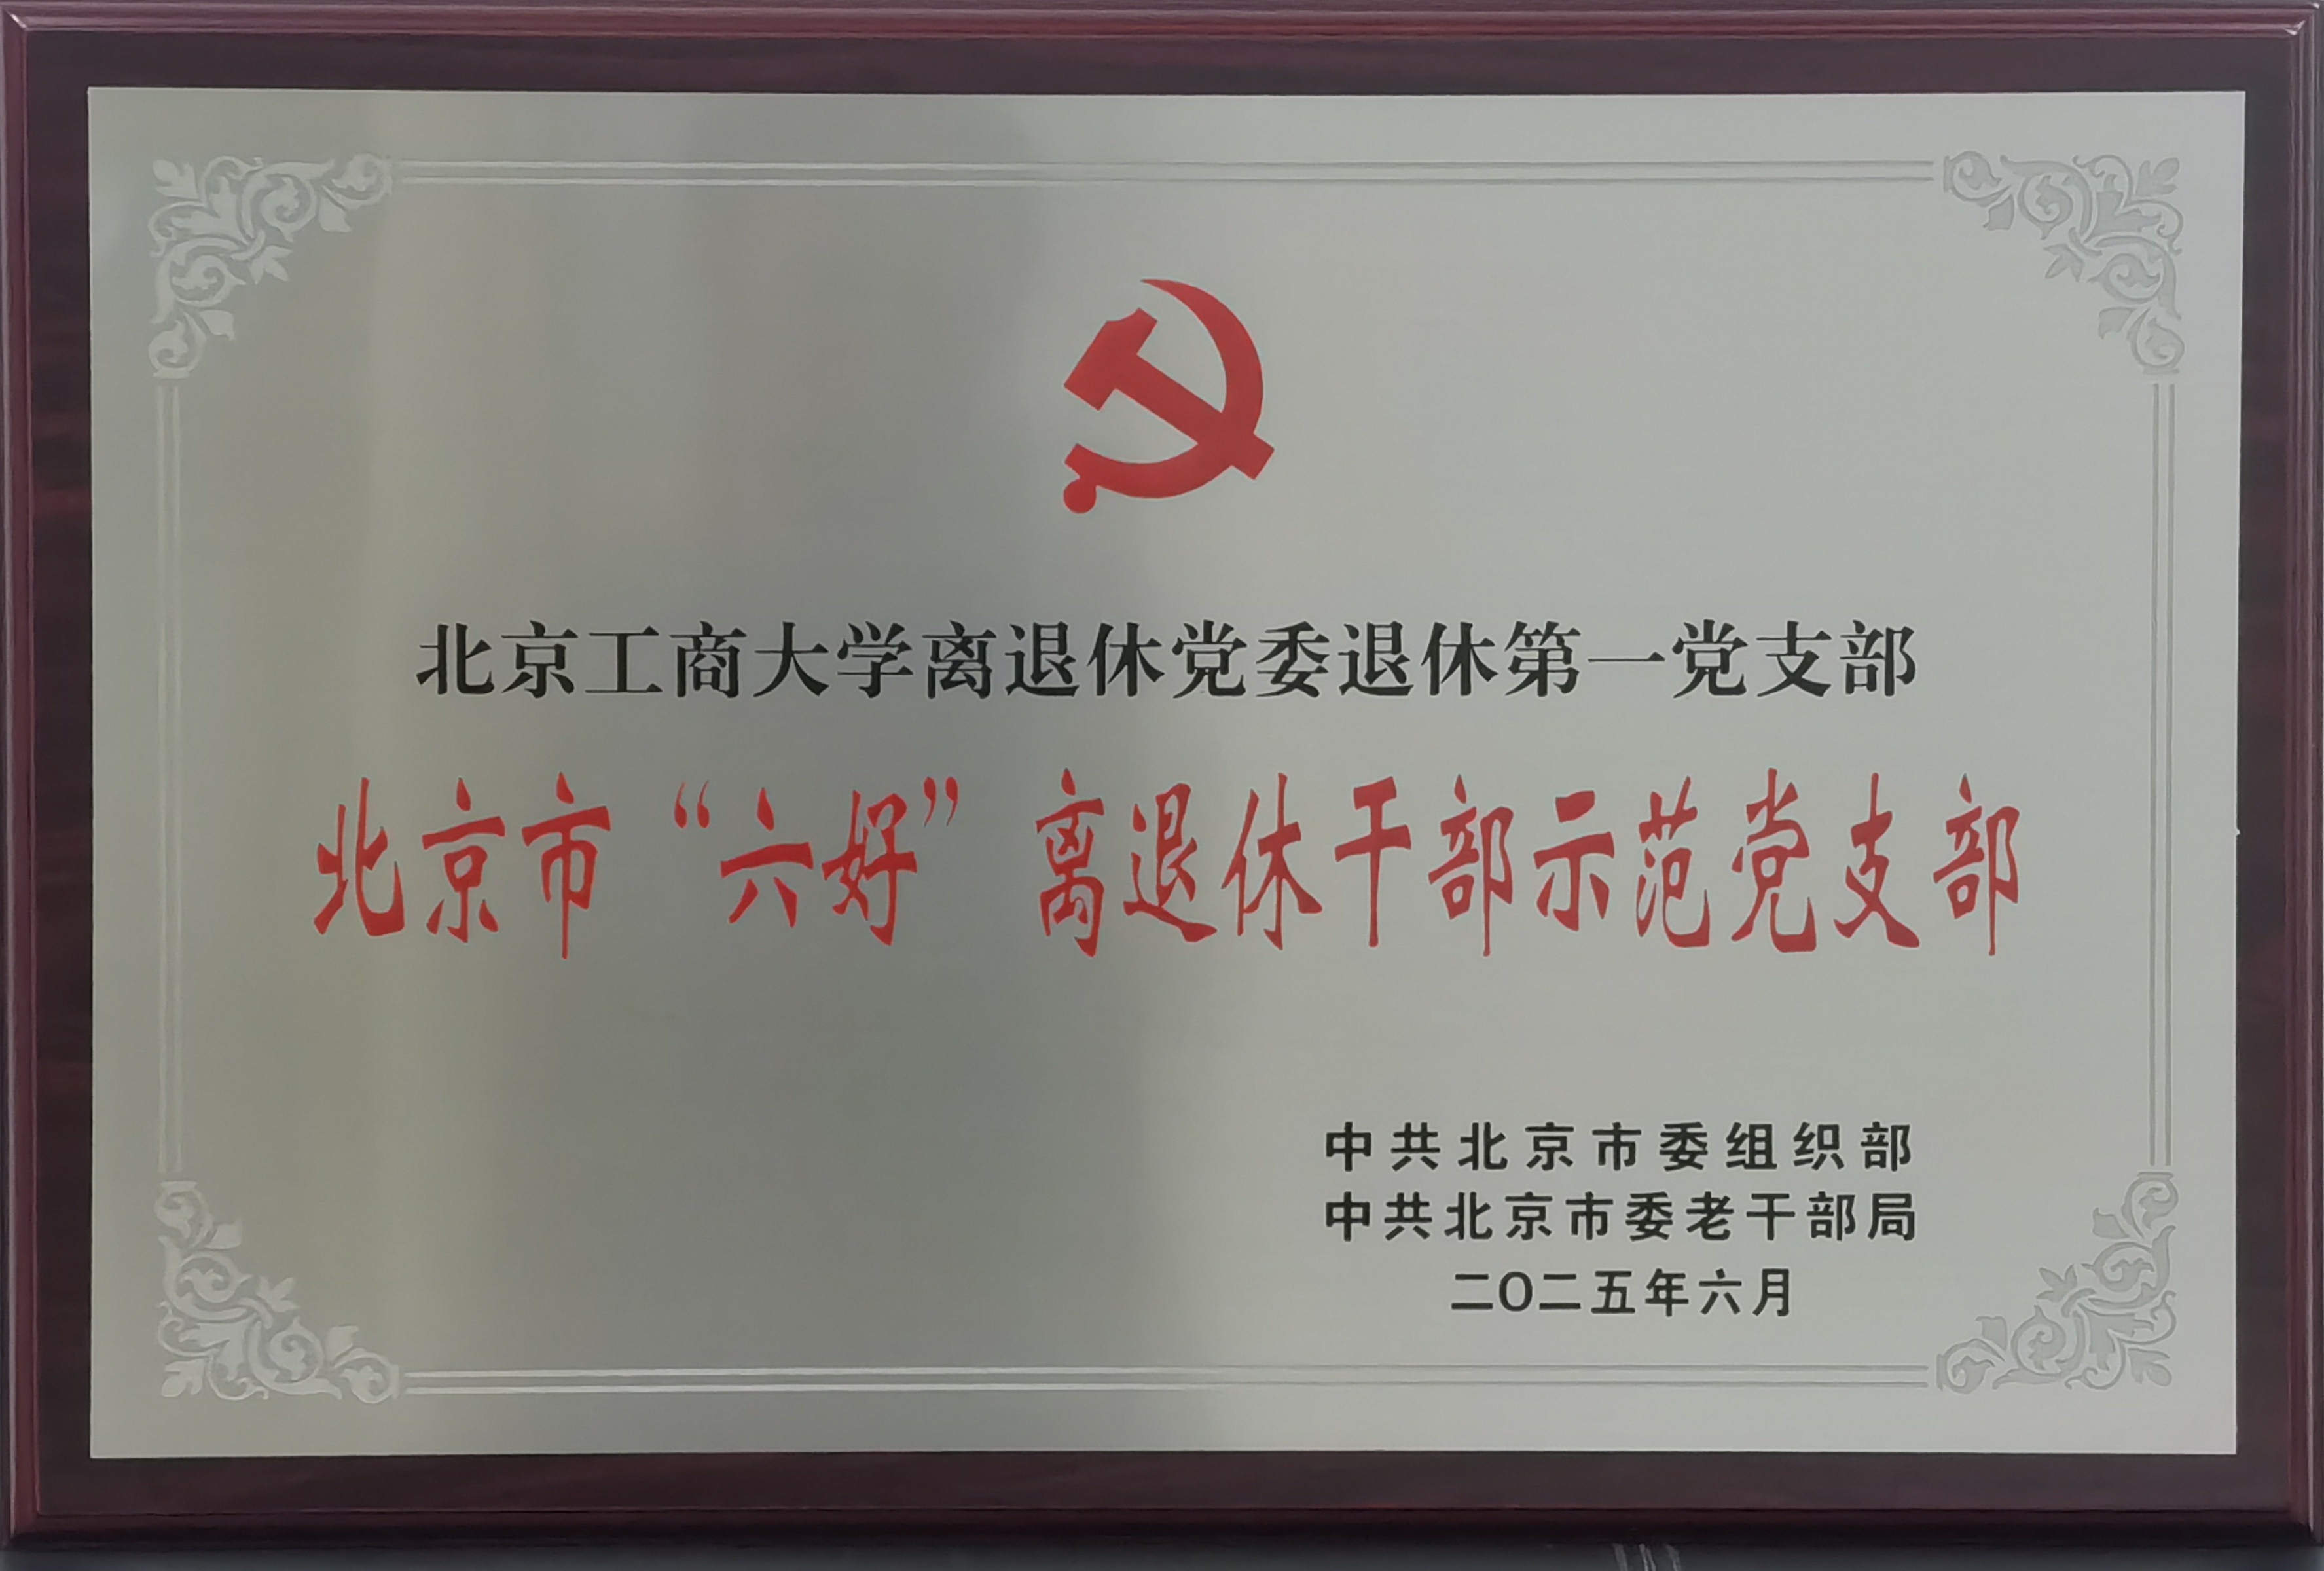 北京工商大学离退休党委退休第一党支部
北京市“六好”离退休干部示范党支部
中共北京市委组织部
中共北京市委老干部局
二〇二五年六月